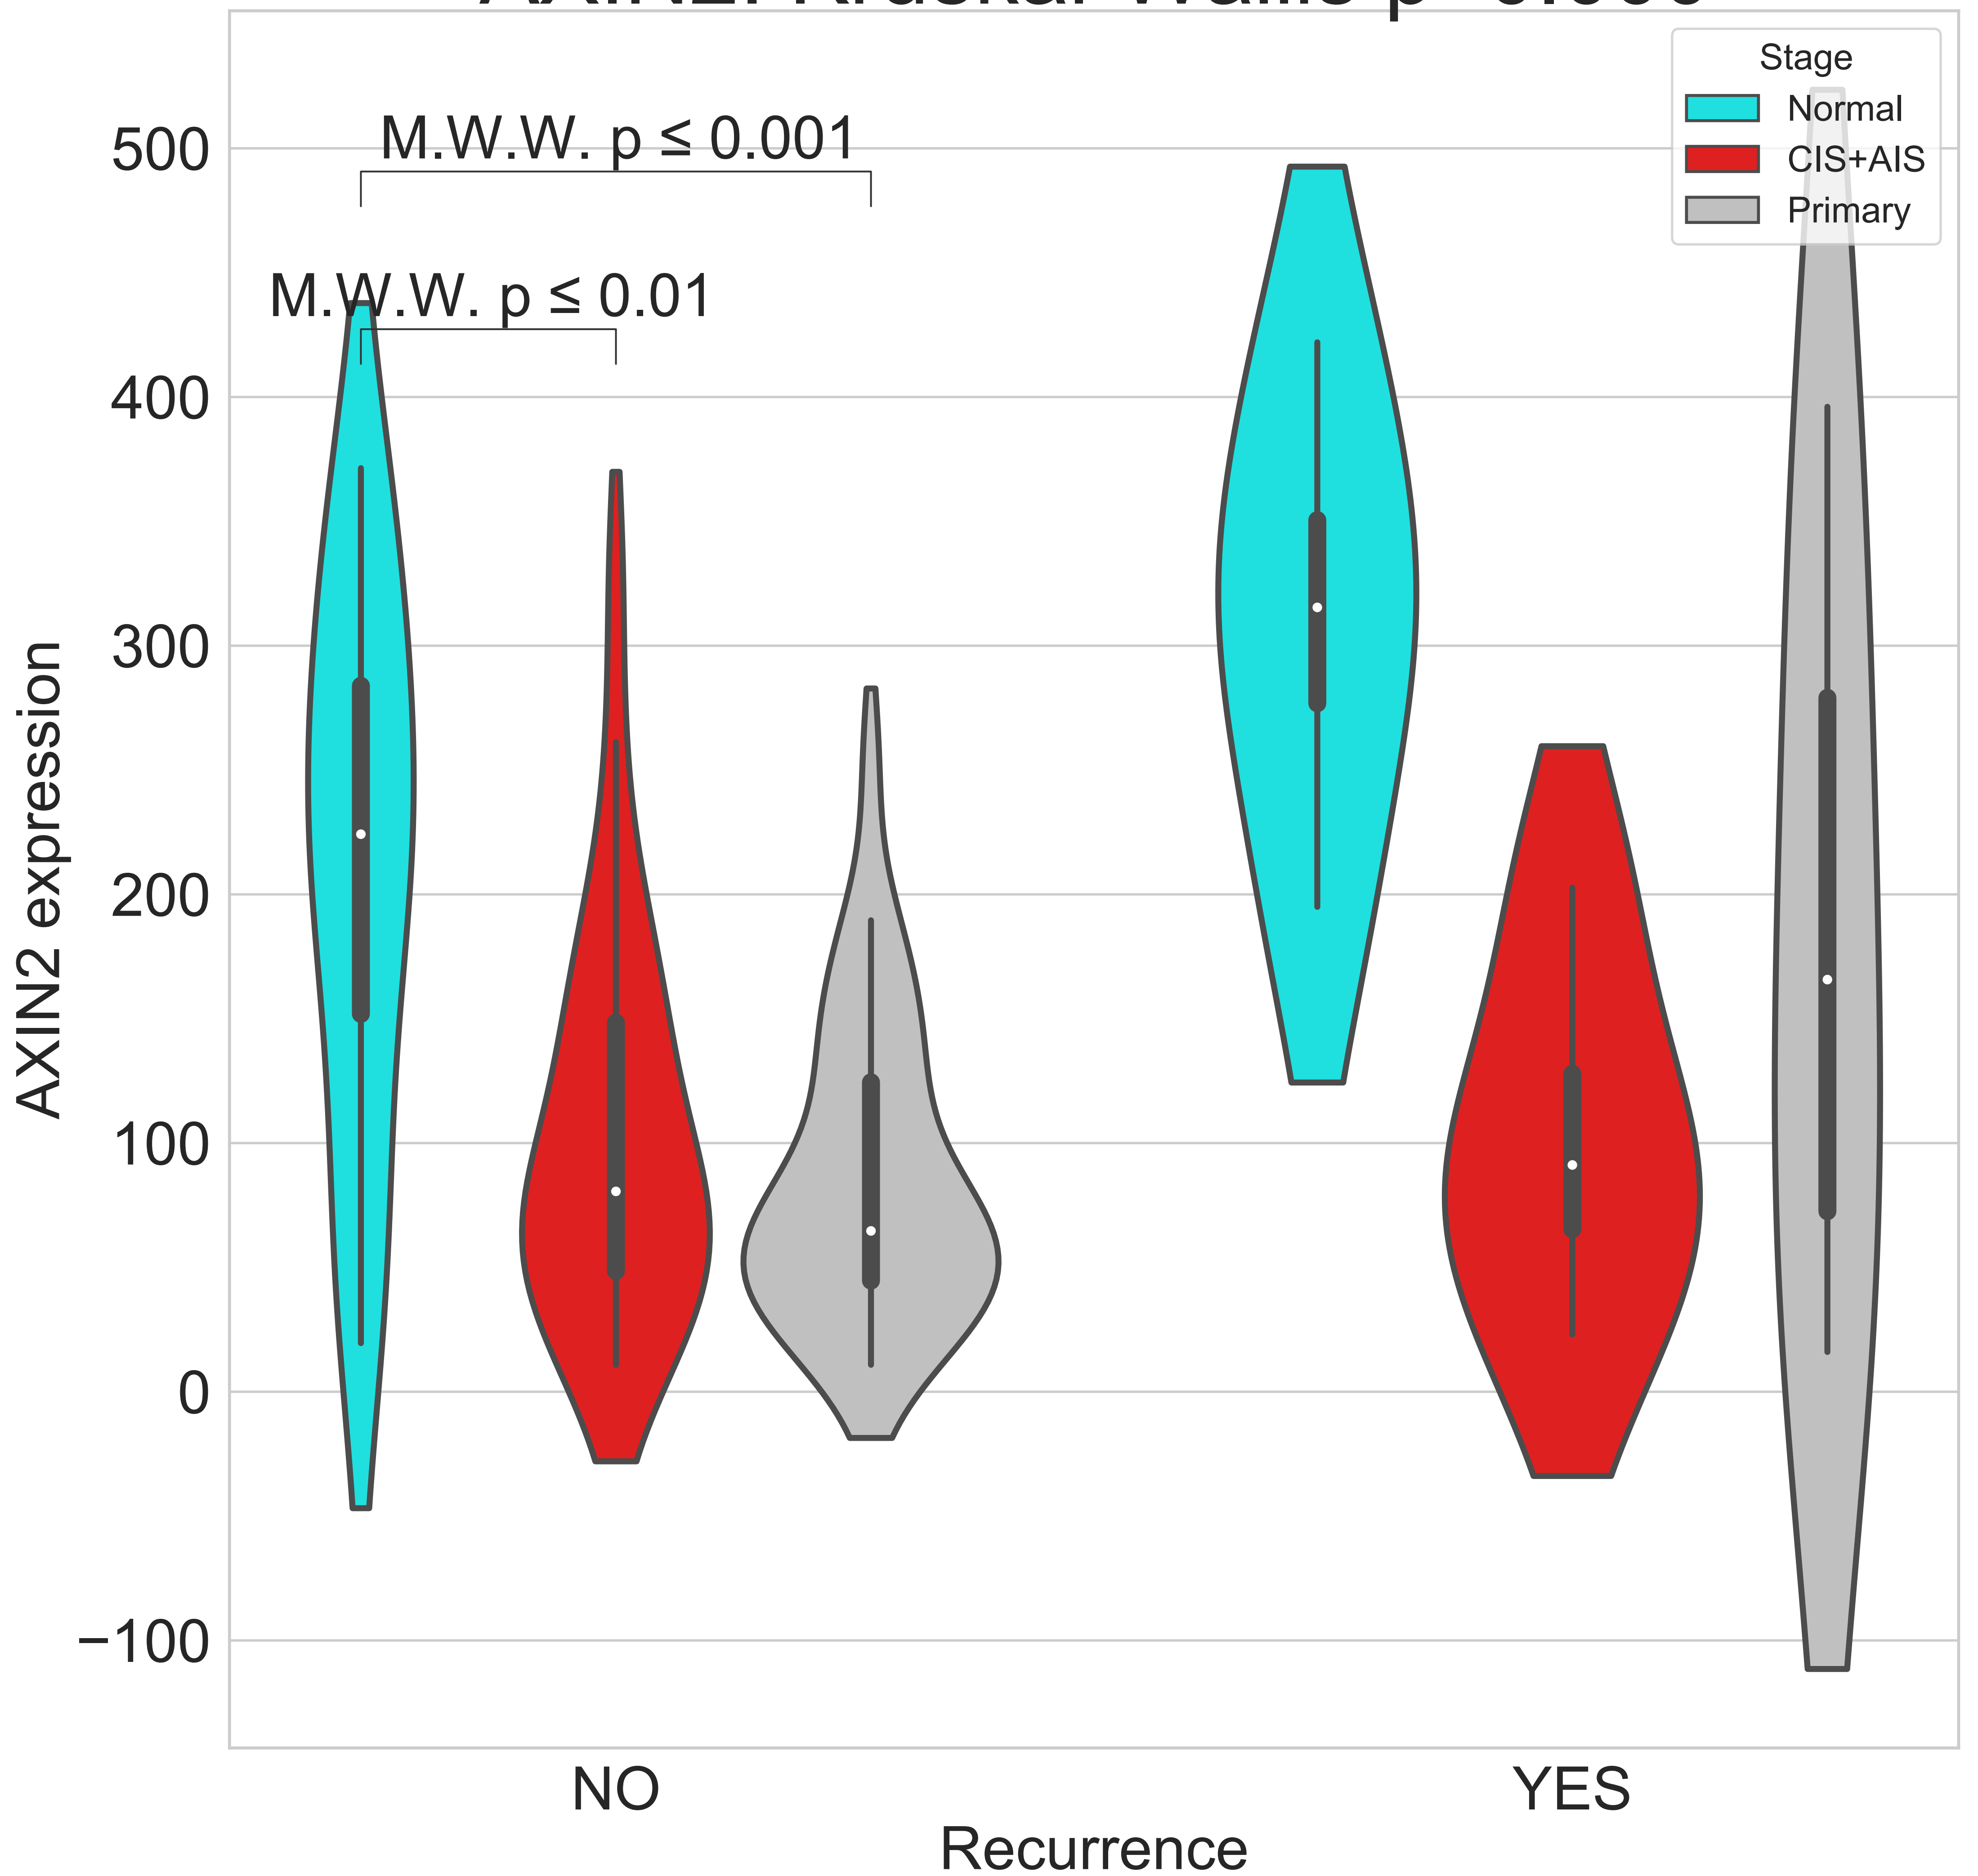 Stage
Normal
CIS+AIS
Primary
M.W.W. p ≤ 0.001
M.W.W. p ≤ 0.01
500
400
300
200
100
0
−100
AXIN2 expression
NO
YES
Recurrence